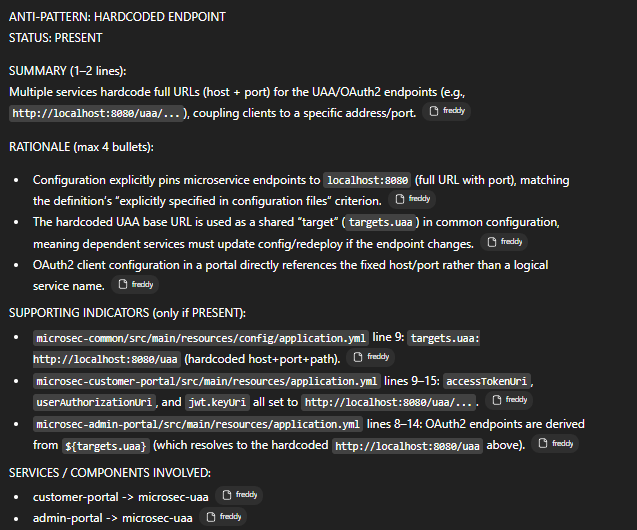 ANTI-PATTERN: HARDCODED ENDPOINT
STATUS: PRESENT
SUMMARY (1–2 lines):
Multiple services hardcode full URLs (host + port) for the UAA/OAuth2 endpoints (e.g.,
http://localhost:8080/uaa/...), coupling clients to a specific address/port. freddy
RATIONALE (max 4 bullets):
• Configuration explicitly pins microservice endpoints to localhost:8080 (full URL with port), matching
the definition's "explicitly specified in configuration files" criterion. freddy
• The hardcoded UAA base URL is used as a shared "target" (targets.uaa) in common configuration,
meaning dependent services must update config/redeploy if the endpoint changes. freddy
• OAuth2 client configuration in a portal directly references the fixed host/port rather than a logical
service name. freddy
SUPPORTING INDICATORS (only if PRESENT):
• microsec-common/src/main/resources/config/application.yml line 9: targets.uaa:
http://localhost:8080/uaa (hardcoded host+port+path). freddy
• microsec-customer-portal/src/main/resources/application.yml lines 9–15: accessTokenUri,
userAuthorizationUri, and jwt.keyUri all set to http://localhost:8080/uaa/.... freddy
• microsec-admin-portal/src/main/resources/application.yml lines 8–14: OAuth2 endpoints are derived
from ${targets.uaa} (which resolves to the hardcoded http://localhost:8080/uaa above). freddy
SERVICES / COMPONENTS INVOLVED:
• customer-portal -> microsec-uaa freddy
• admin-portal -> microsec-uaa freddy